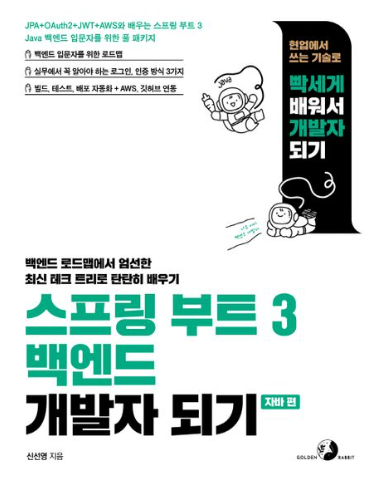 JPA+OAuth2+JWT+AWS와 배우는 스프링 부트 3
Java 백엔드 입문자를 위한 풀 패키지
백엔드 입문자를 위한 로드맵
실무에서 꼭 알아야 하는 로그인, 인증 방식 3가지
빌드, 테스트, 배포 자동화 + AWS, 깃허브 연동
현업에서
쓰는 기술로
빡세게
배워서
개발자
되기
백엔드 로드맵에서 엄선한
최신 테크 트리로 탄탄히 배우기
스프링 부트 3
백엔드
개발자 되기
자바 편
신선영 지음
GOLDEN RABBIT